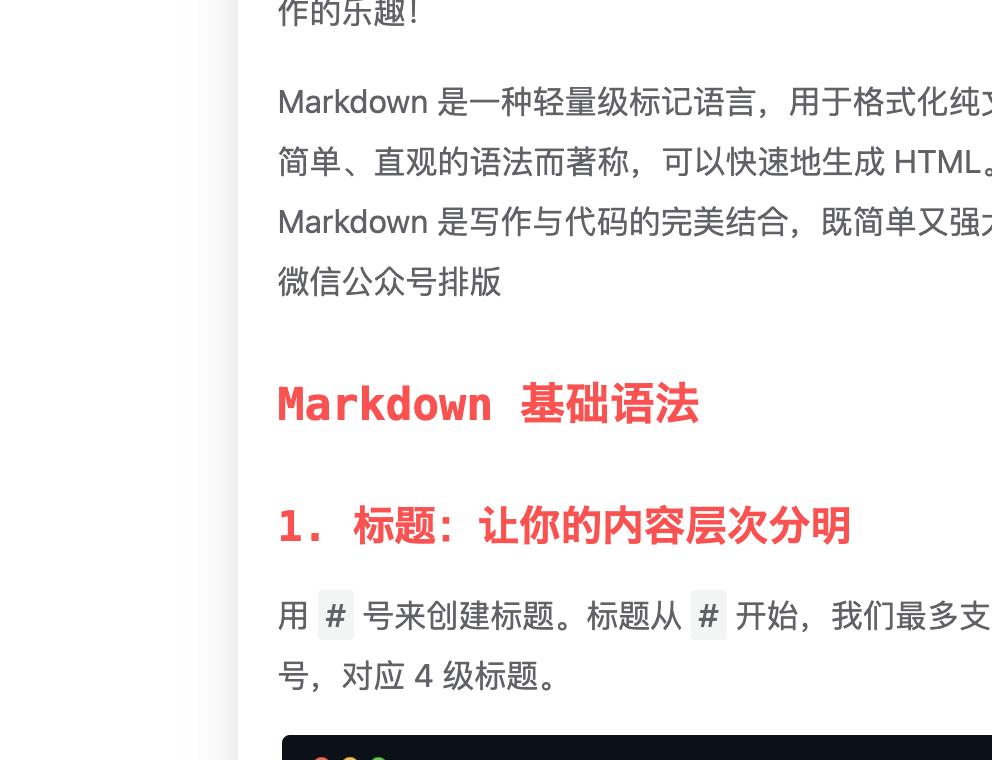 作的乐趣！
Markdown 是一种轻量级标记语言，用于格式化纯
简单、直观的语法而著称，可以快速地生成 HTML。
Markdown 是写作与代码的完美结合，既简单又强
微信公众号排版
Markdown 基础语法
1. 标题：让你的内容层次分明
用 # 号来创建标题。标题从 # 开始，我们最多支
号，对应 4 级标题。